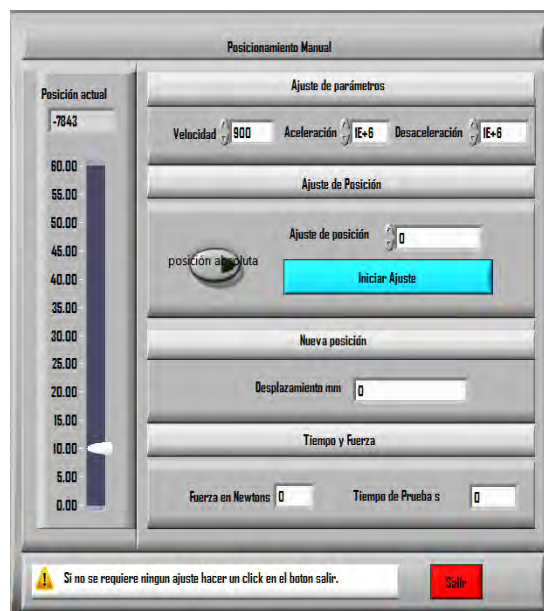 Posicionamiento Manual
Posición actual
-7843
60.00
55.00
50.00
45.00
40.00
35.00
30.00
25.00
20.00
15.00
10.00
5.00
0.00
Ajuste de parámetros
Velocidad 900 Aceleración 1E+6 Desaceleración 1E+6
Ajuste de Posición
Ajuste de posición 0
posición absoluta
Iniciar Ajuste
Nueva posición
Desplazamiento mm 0
Tiempo y Fuerza
Fuerza en Newtons 0 Tiempo de Prueba s 0
Si no se requiere ningun ajuste hacer un click en el boton salir.
Salir